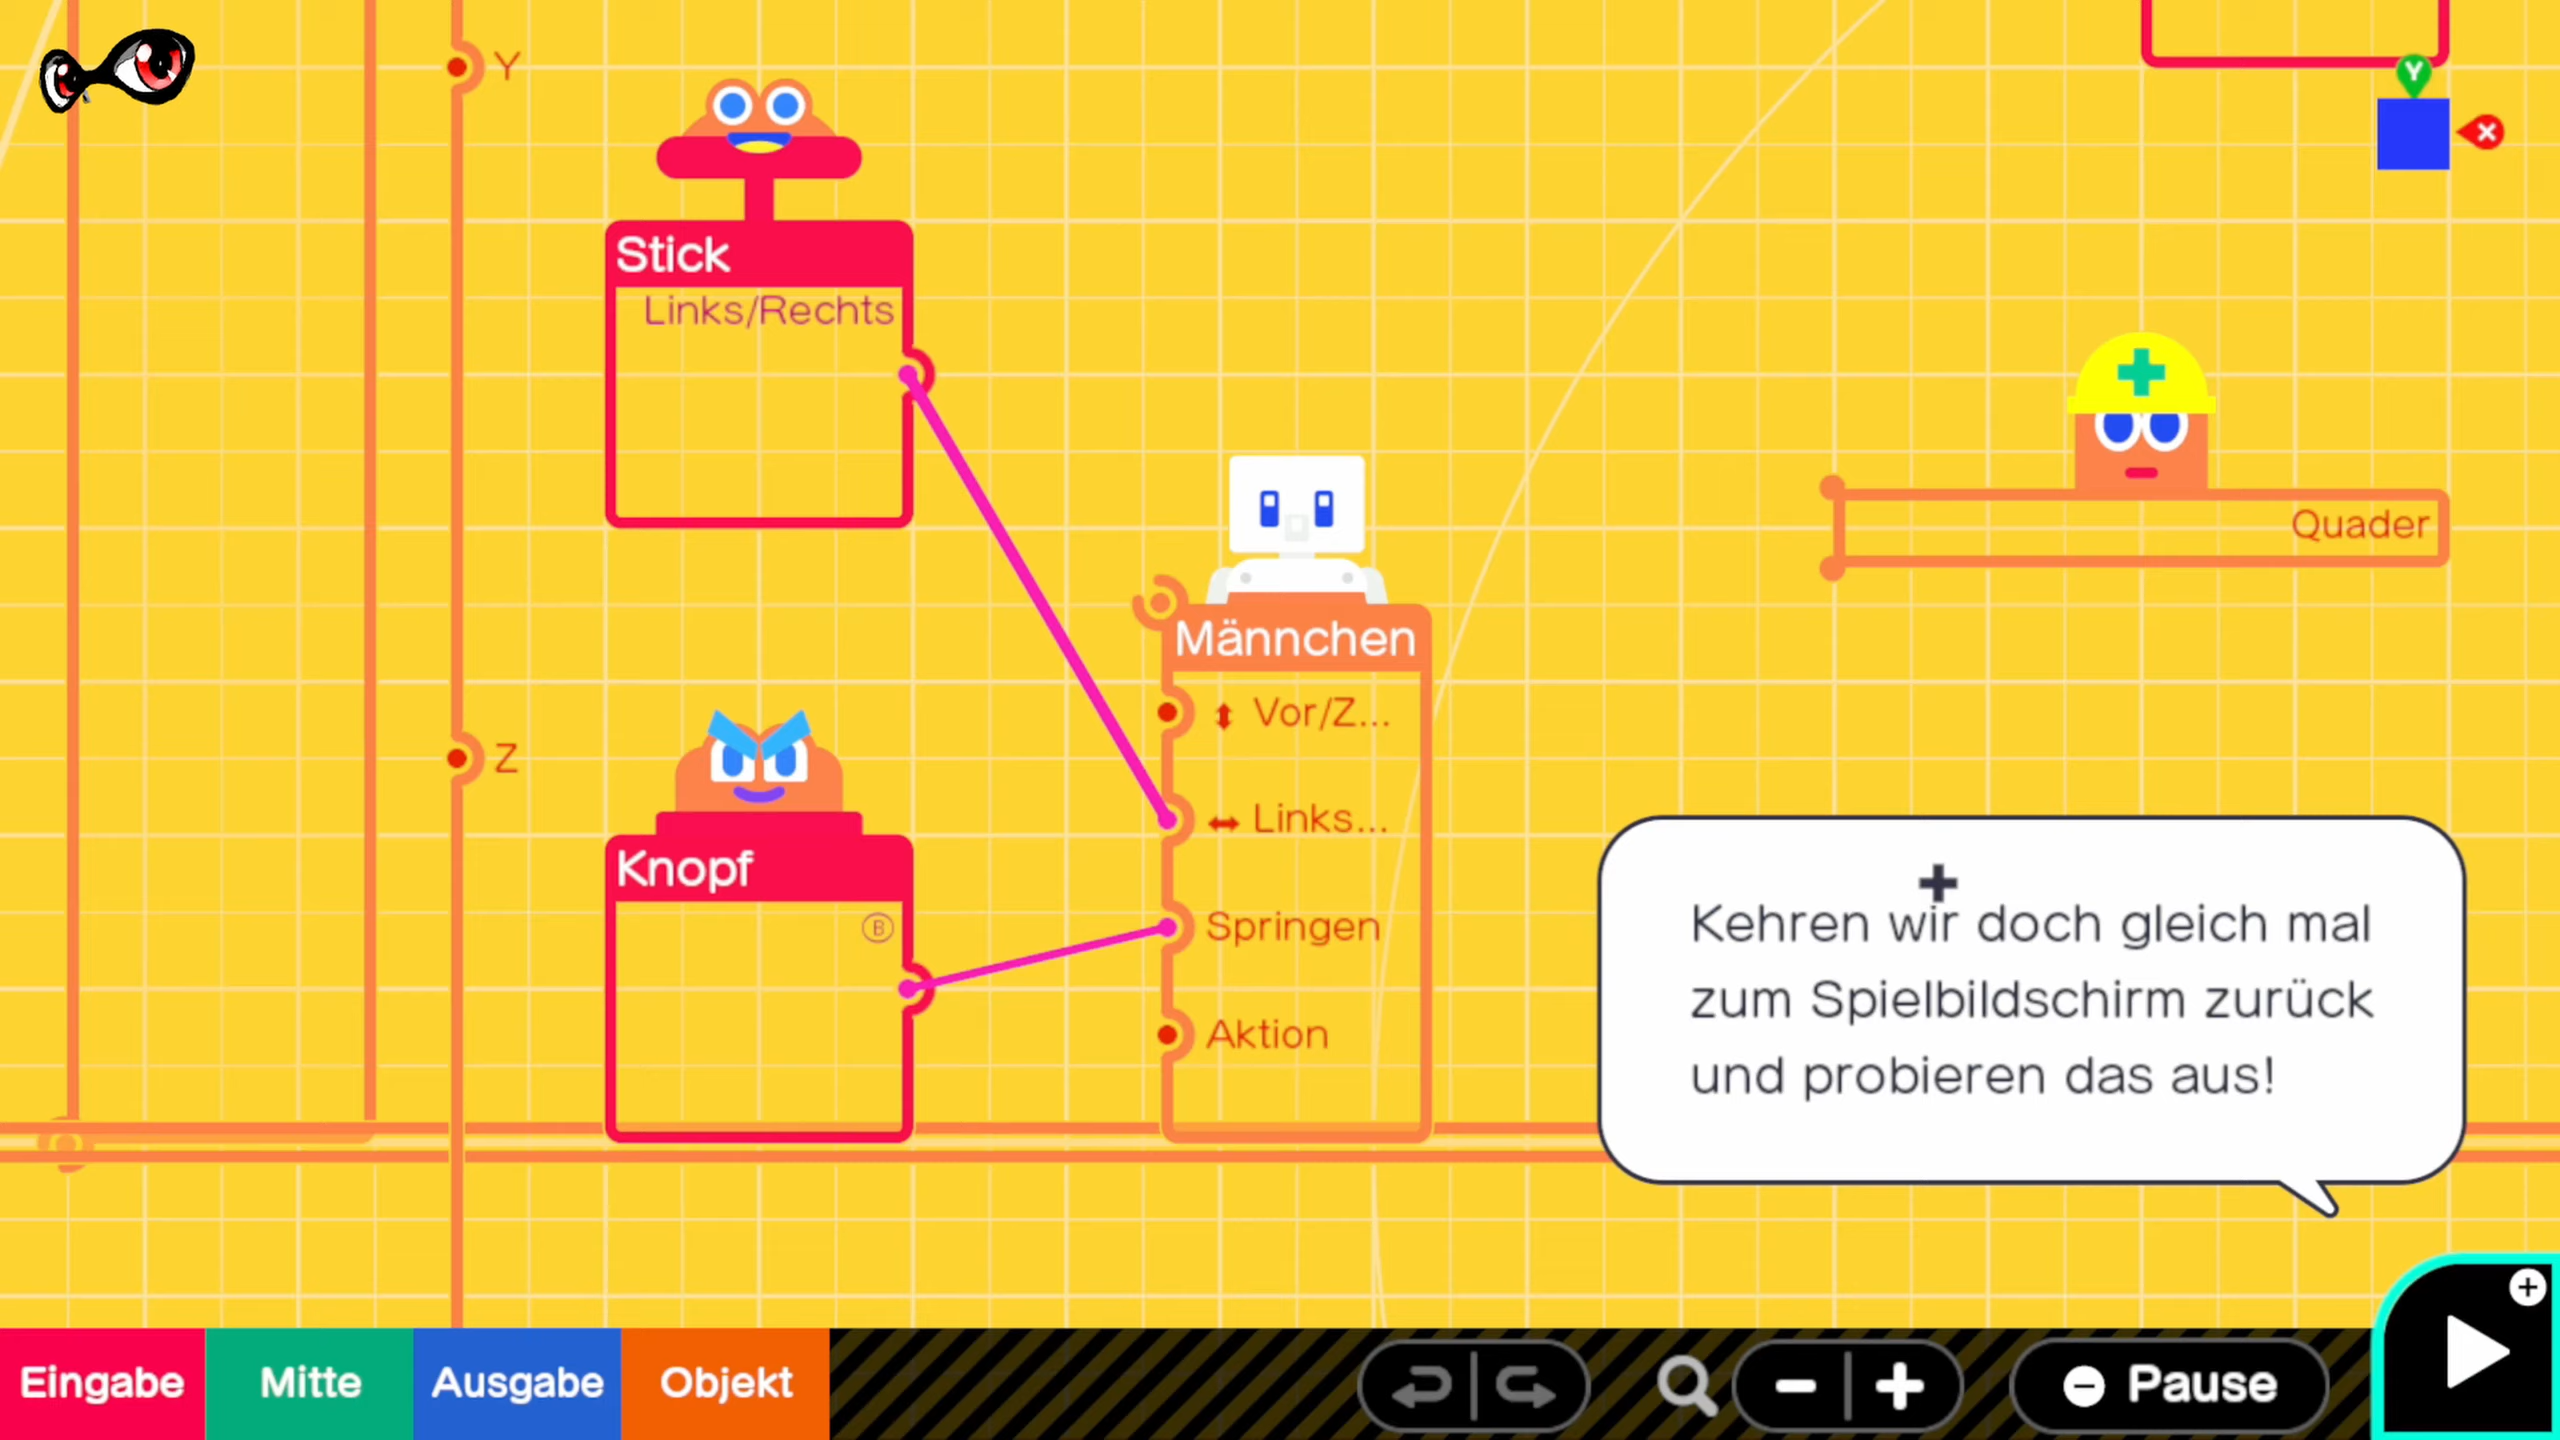 Y
Y
Stick
Links/Rechts
Quader
Männchen
Vor/Z...
Z
Links...
Knopf
B
Springen
Aktion
Kehren wir doch gleich mal
zum Spielbildschirm zurück
und probieren das aus!
Eingabe
Mitte
Ausgabe
Objekt
Pause